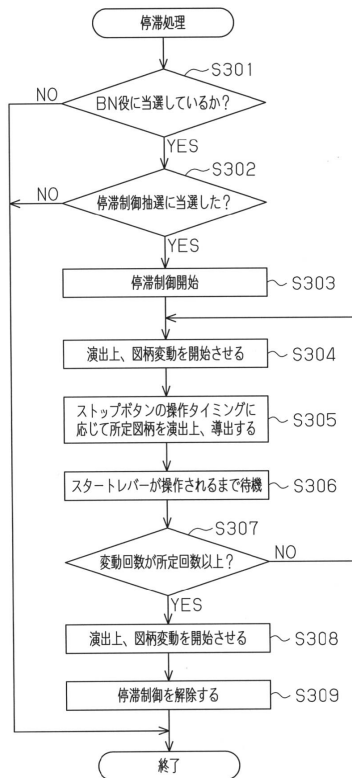 停滞処理
S301
BN役に当選しているか？
NO
YES
S302
停滞制御抽選に当選した？
NO
YES
停滞制御開始
S303
演出上、図柄変動を開始させる
S304
ストップボタンの操作タイミングに
応じて所定図柄を演出上、導出する
S305
スタートレバーが操作されるまで待機
S306
S307
変動回数が所定回数以上？
NO
YES
演出上、図柄変動を開始させる
S308
停滞制御を解除する
S309
終了